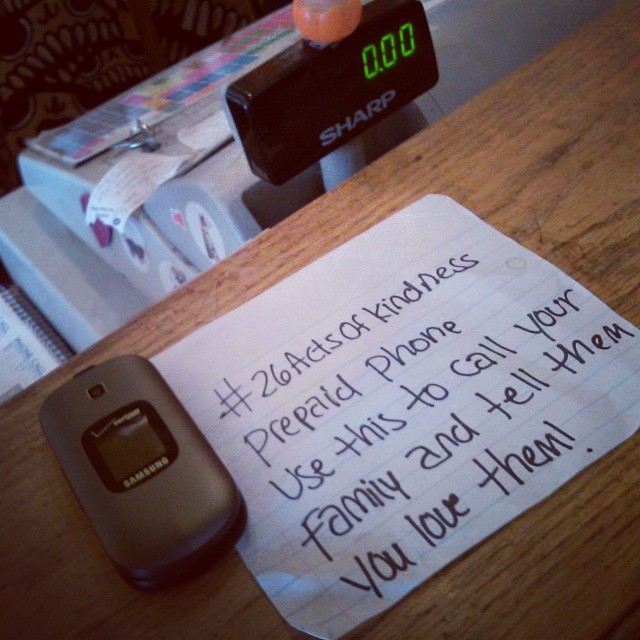 0.00
SHARP
#26ActsOfkindness
Prepaid Phone
Use this to call your
Family and tell them
You love them!
verizon
SAMSUNG